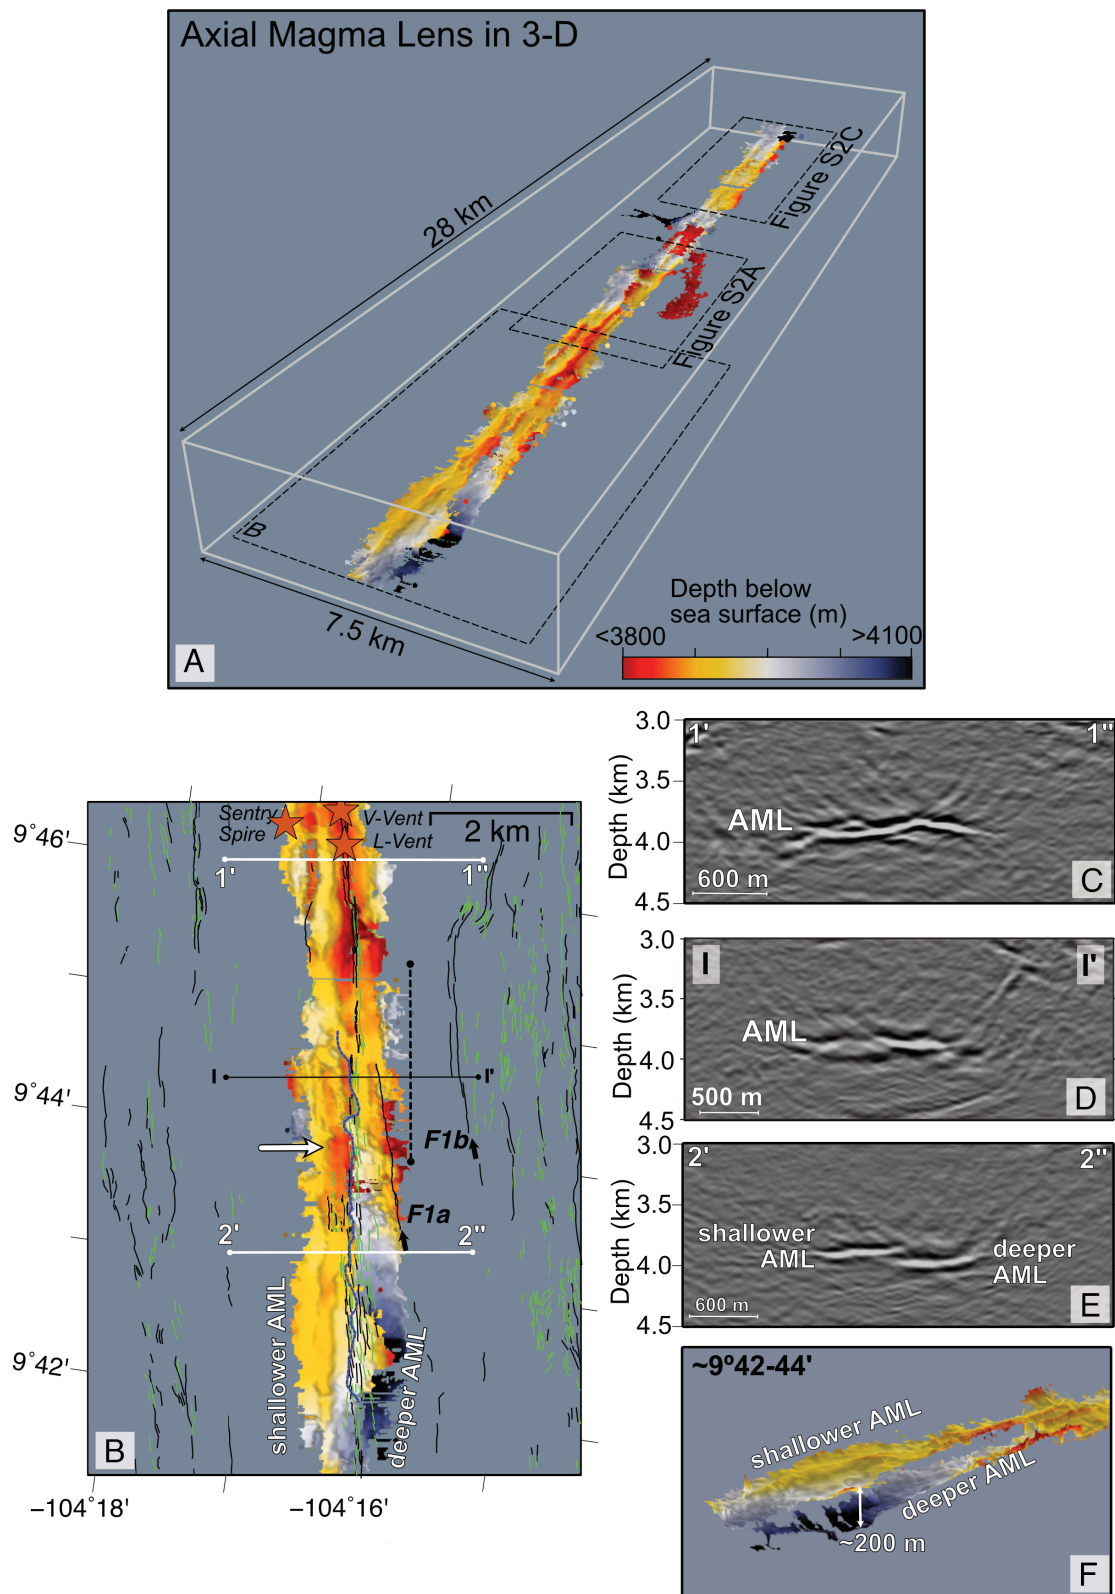 Axial Magma Lens in 3-D
28 km
Figure S2C
Figure S2A
B
7.5 km
Depth below
sea surface (m)
<3800
>4100
A
9˚46'
9˚44'
9˚42'
−104˚18'
−104˚16'
Sentry
Spire
V-Vent
L-Vent
2 km
1'
1"
I
I'
F1b
F1a
2'
2"
shallower AML
deeper AML
B
Depth (km)
3.0
3.5
4.0
4.5
1'
1"
AML
600 m
C
Depth (km)
3.0
3.5
4.0
4.5
I
I'
AML
500 m
D
Depth (km)
3.0
3.5
4.0
4.5
2'
2"
shallower
AML
deeper
AML
600 m
E
~9º42-44'
shallower AML
deeper AML
~200 m
F